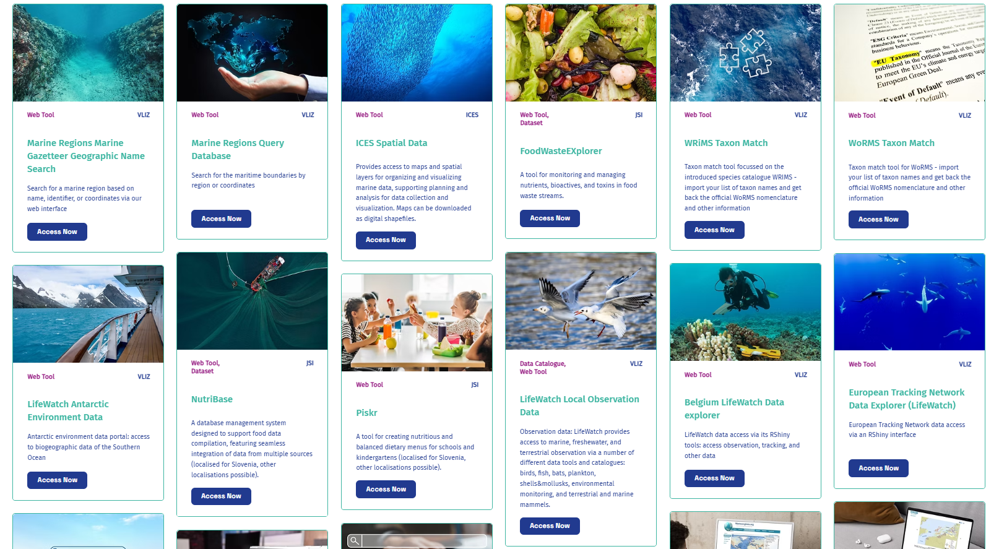 Web Tool
VLIZ
Marine Regions Marine
Gazetteer Geographic Name
Search
Search for a marine region based on
name, identifier, or coordinates via our
web interface
Access Now
Web Tool
VLIZ
Marine Regions Query
Database
Search for the maritime boundaries by
region or coordinates
Access Now
Web Tool
ICES
ICES Spatial Data
Provides access to maps and spatial
layers for organizing and visualizing
marine data, supporting planning and
analysis for data collection and
visualization. Maps can be downloaded
as digital shapefiles.
Access Now
Web Tool,
Dataset
JSI
FoodWasteEXplorer
A tool for monitoring and managing
nutrients, bioactives, and toxins in food
waste streams.
Access Now
Web Tool
VLIZ
WRiMS Taxon Match
Taxon match tool focussed on the
introduced species catalogue WRIMS -
import your list of taxon names and get
back the official WoRMS nomenclature
and other information
Access Now
"Default" means
"ESG Criteria" means Environmental, Social,
standards for a Company's operations for
business behaviour.
"EU Taxonomy" means the Taxonomy
published in the Official Journal of the
to meet the EU's climate and energy
European Green Deal.
"Event of Default" means any
of Default).
Web Tool
VLIZ
WoRMS Taxon Match
Taxon match tool for WoRMS - import
your list of taxon names and get back the
official WoRMS nomenclature and other
information
Access Now
Web Tool
VLIZ
LifeWatch Antarctic
Environment Data
Antarctic environment data portal: access
to biogeographic data of the Southern
Ocean
Access Now
Web Tool,
Dataset
JSI
NutriBase
A database management system
designed to support food data
compilation, featuring seamless
integration of data from multiple sources
(localised for Slovenia, other
localisations possible).
Access Now
Web Tool
JSI
Piskr
A tool for creating nutritious and
balanced dietary menus for schools and
kindergartens (localised for Slovenia,
other localisations possible).
Access Now
Data Catalogue,
Web Tool
VLIZ
LifeWatch Local Observation
Data
Observation data: LifeWatch provides
access to marine, freshewater, and
terrestrial observation via a number of
different data tools and catalogues:
birds, fish, bats, plankton,
shells&mollusks, environmental
monitoring, and terrestrial and marine
mammels.
Access Now
Web Tool
VLIZ
Belgium LifeWatch Data
explorer
LifeWatch data access via its RShiny
tools: access observation, tracking, and
other data
Access Now
Web Tool
VLIZ
European Tracking Network
Data Explorer (LifeWatch)
European Tracking Network data access
via an RShiny interface
Access Now